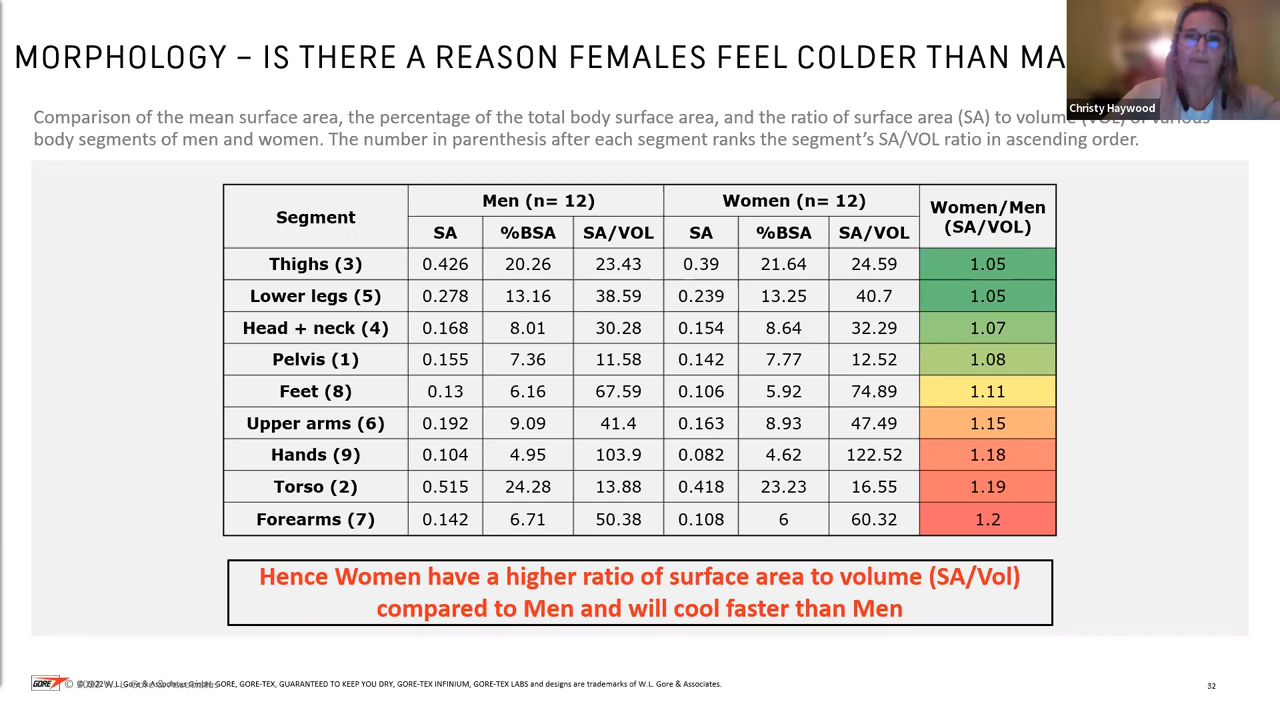 MORPHOLOGY – IS THERE A REASON FEMALES FEEL COLDER THAN MA
Christy Haywood
Comparison of the mean surface area, the percentage of the total body surface area, and the ratio of surface area (SA) to volume (VOL) of various
body segments of men and women. The number in parenthesis after each segment ranks the segment's SA/VOL ratio in ascending order.
Segment Men (n= 12) Women (n= 12) Women/Men (SA/VOL)
SA %BSA SA/VOL SA %BSA SA/VOL
Thighs (3) 0.426 20.26 23.43 0.39 21.64 24.59 1.05
Lower legs (5) 0.278 13.16 38.59 0.239 13.25 40.7 1.05
Head + neck (4) 0.168 8.01 30.28 0.154 8.64 32.29 1.07
Pelvis (1) 0.155 7.36 11.58 0.142 7.77 12.52 1.08
Feet (8) 0.13 6.16 67.59 0.106 5.92 74.89 1.11
Upper arms (6) 0.192 9.09 41.4 0.163 8.93 47.49 1.15
Hands (9) 0.104 4.95 103.9 0.082 4.62 122.52 1.18
Torso (2) 0.515 24.28 13.88 0.418 23.23 16.55 1.19
Forearms (7) 0.142 6.71 50.38 0.108 6 60.32 1.2
Hence Women have a higher ratio of surface area to volume (SA/Vol)
compared to Men and will cool faster than Men
GORE GORE, GORE-TEX, GUARANTEED TO KEEP YOU DRY, GORE-TEX INFINIUM, GORE-TEX LABS and designs are trademarks of W.L. Gore & Associates.
32